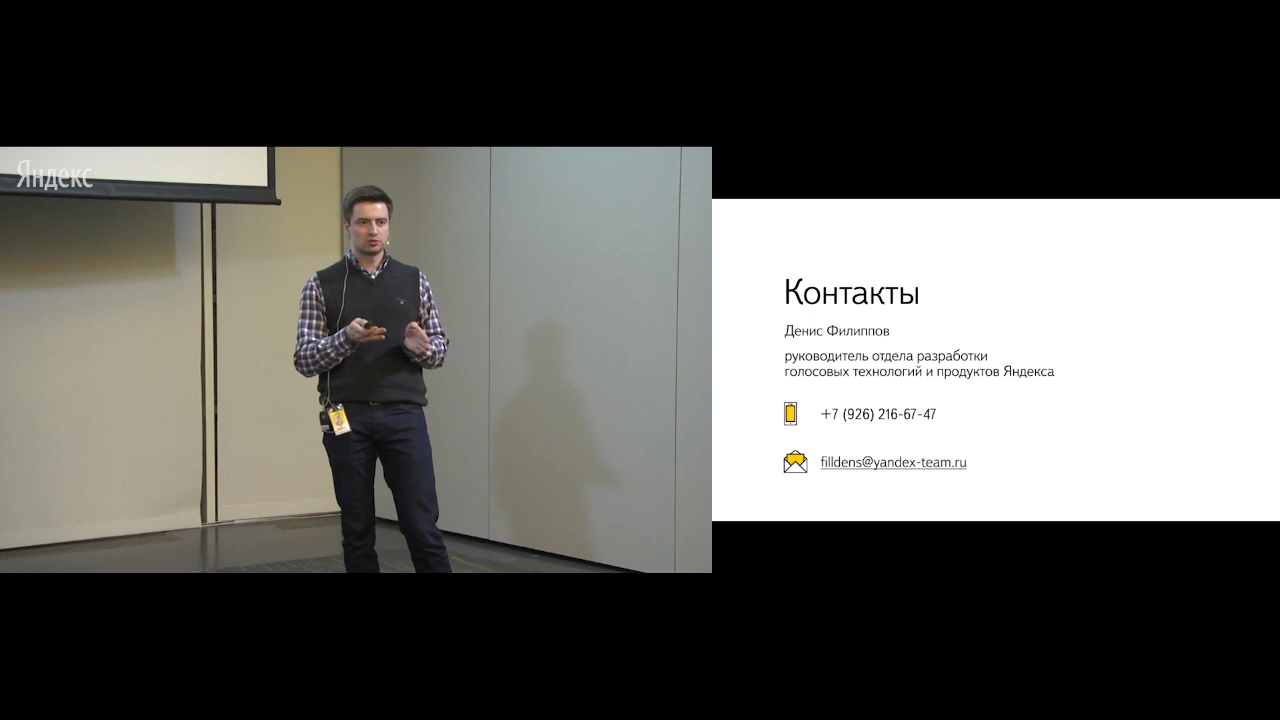 Яндекс
Контакты
Денис Филиппов
руководитель отдела разработки
голосовых технологий и продуктов Яндекса
+7 (926) 216-67-47
filldens@yandex-team.ru